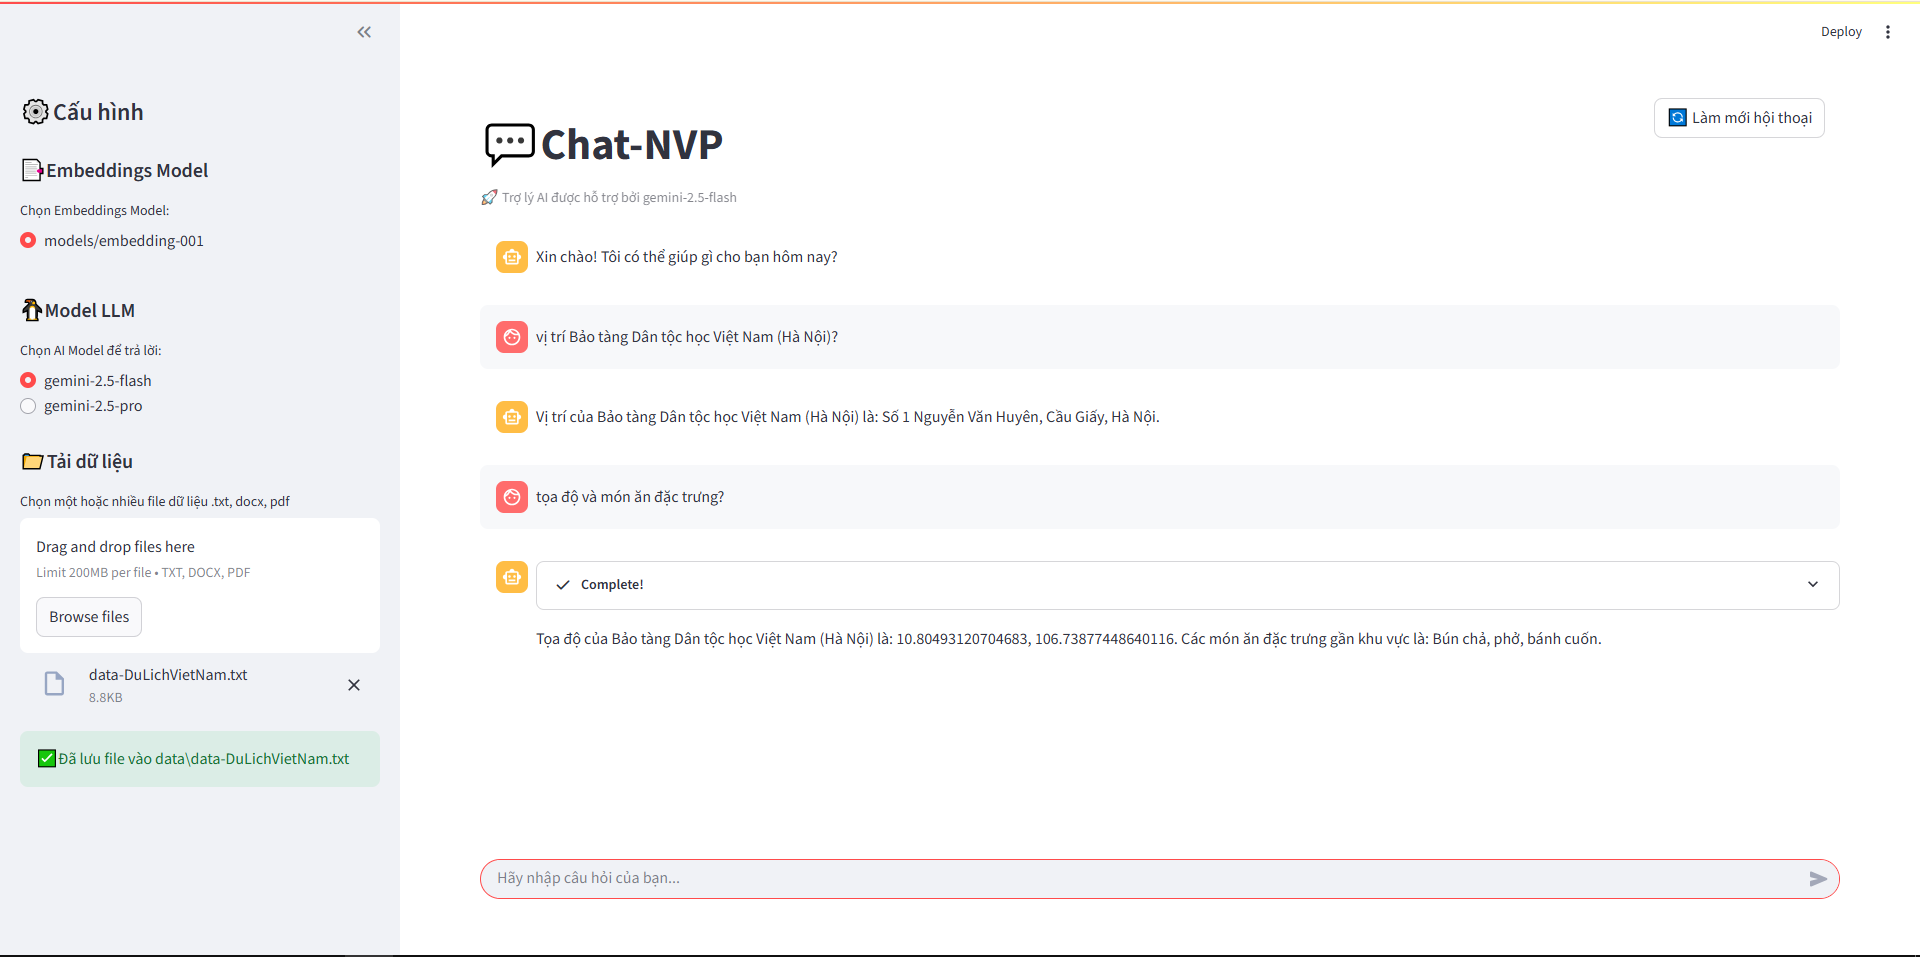 Deploy
Cấu hình
Embeddings Model
Chọn Embeddings Model:
models/embedding-001
Model LLM
Chọn AI Model để trả lời:
gemini-2.5-flash
gemini-2.5-pro
Tải dữ liệu
Chọn một hoặc nhiều file dữ liệu .txt, docx, pdf
Drag and drop files here
Limit 200MB per file • TXT, DOCX, PDF
Browse files
data-DuLichVietNam.txt
8.8KB
Đã lưu file vào data\data-DuLichVietNam.txt
Làm mới hội thoại
Chat-NVP
Trợ lý AI được hỗ trợ bởi gemini-2.5-flash
Xin chào! Tôi có thể giúp gì cho bạn hôm nay?
vị trí Bảo tàng Dân tộc học Việt Nam (Hà Nội)?
Vị trí của Bảo tàng Dân tộc học Việt Nam (Hà Nội) là: Số 1 Nguyễn Văn Huyên, Cầu Giấy, Hà Nội.
tọa độ và món ăn đặc trưng?
Complete!
Tọa độ của Bảo tàng Dân tộc học Việt Nam (Hà Nội) là: 10.80493120704683, 106.73877448640116. Các món ăn đặc trưng gần khu vực là: Bún chả, phở, bánh cuốn.
Hãy nhập câu hỏi của bạn...